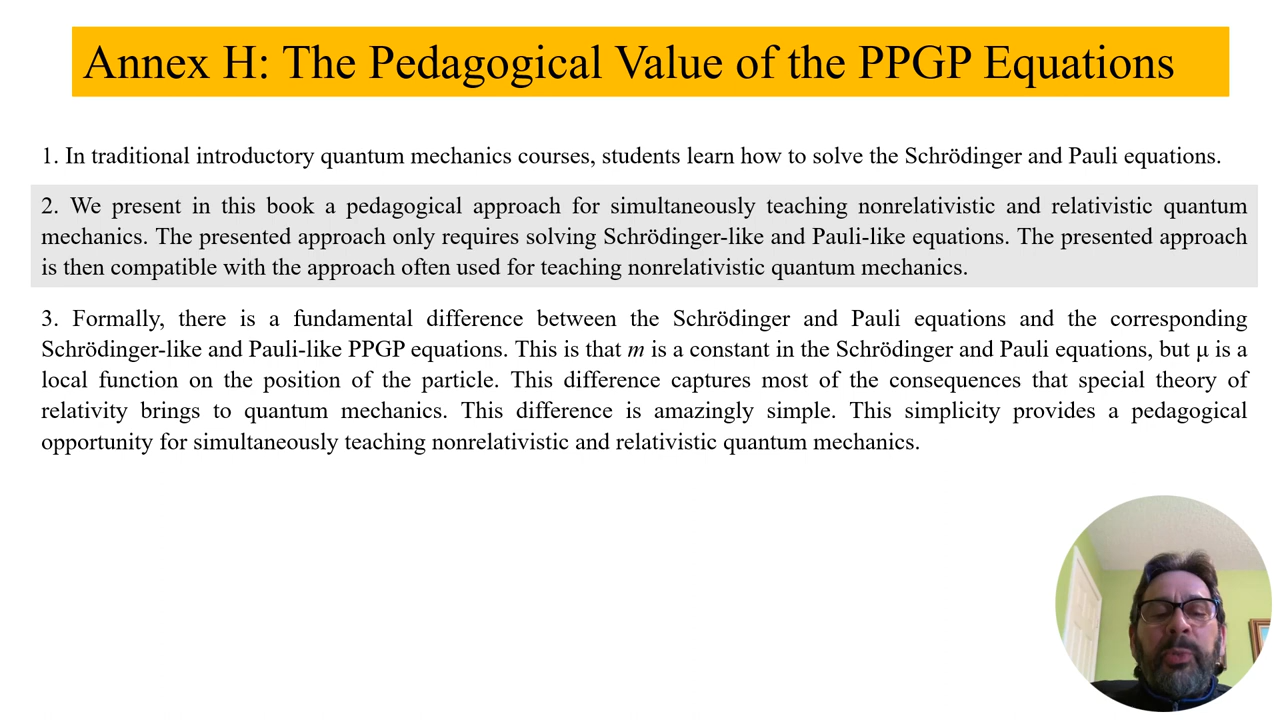 Annex H: The Pedagogical Value of the PPGP Equations
1. In traditional introductory quantum mechanics courses, students learn how to solve the Schrödinger and Pauli equations.
2. We present in this book a pedagogical approach for simultaneously teaching nonrelativistic and relativistic quantum
mechanics. The presented approach only requires solving Schrödinger-like and Pauli-like equations. The presented approach
is then compatible with the approach often used for teaching nonrelativistic quantum mechanics.
3. Formally, there is a fundamental difference between the Schrödinger and Pauli equations and the corresponding
Schrödinger-like and Pauli-like PPGP equations. This is that m is a constant in the Schrödinger and Pauli equations, but μ is a
local function on the position of the particle. This difference captures most of the consequences that special theory of
relativity brings to quantum mechanics. This difference is amazingly simple. This simplicity provides a pedagogical
opportunity for simultaneously teaching nonrelativistic and relativistic quantum mechanics.